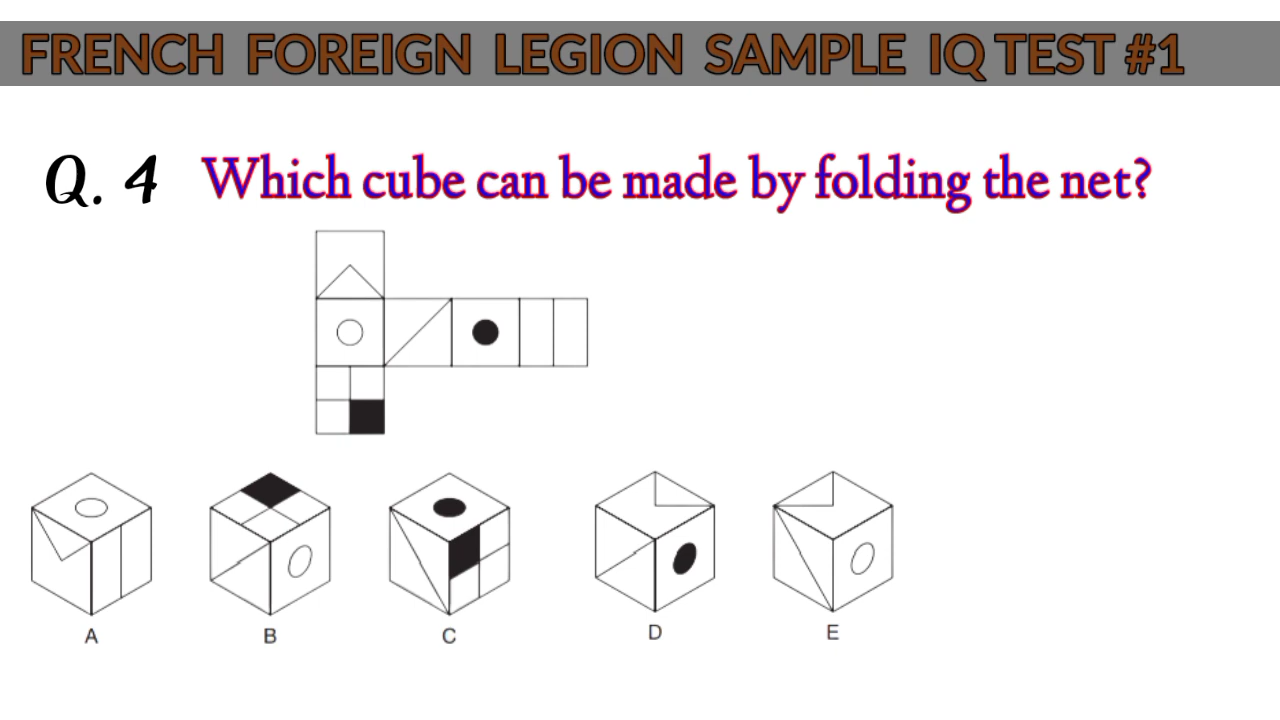 FRENCH FOREIGN LEGION SAMPLE IQ TEST #1
Q. 4 Which cube can be made by folding the net?
A B C D E